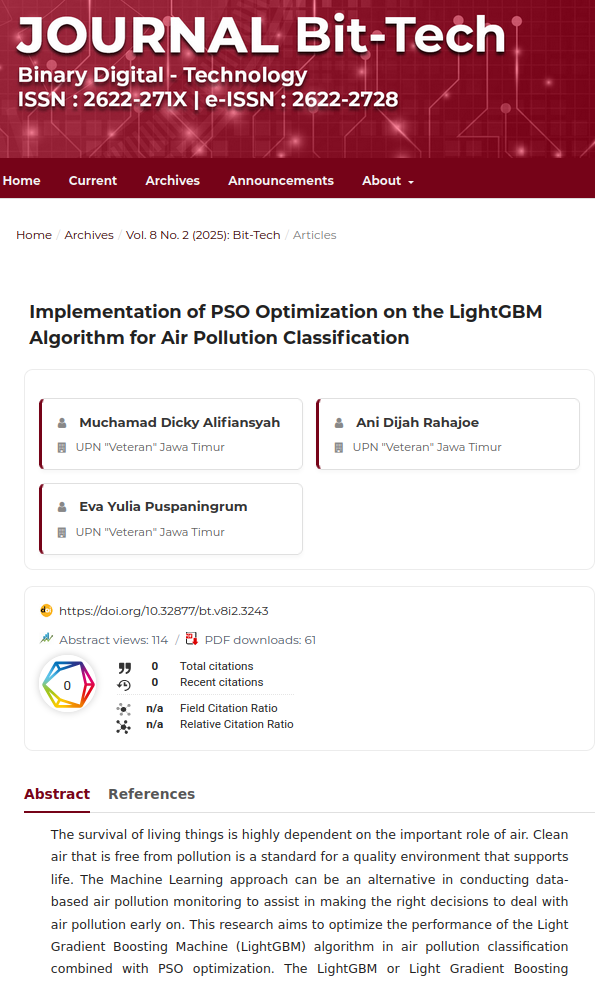 JOURNAL Bit-Tech
Binary Digital - Technology
ISSN : 2622-271X | e-ISSN : 2622-2728
Home Current Archives Announcements About
Home / Archives / Vol. 8 No. 2 (2025): Bit-Tech / Articles
Implementation of PSO Optimization on the LightGBM
Algorithm for Air Pollution Classification
Muchamad Dicky Alifiansyah
UPN "Veteran" Jawa Timur
Ani Dijah Rahajoe
UPN "Veteran" Jawa Timur
Eva Yulia Puspaningrum
UPN "Veteran" Jawa Timur
https://doi.org/10.32877/bt.v8i2.3243
Abstract views: 114 / PDF downloads: 61
0
0 Total citations
0 Recent citations
n/a Field Citation Ratio
n/a Relative Citation Ratio
Abstract References
The survival of living things is highly dependent on the important role of air. Clean
air that is free from pollution is a standard for a quality environment that supports
life. The Machine Learning approach can be an alternative in conducting data-
based air pollution monitoring to assist in making the right decisions to deal with
air pollution early on. This research aims to optimize the performance of the Light
Gradient Boosting Machine (LightGBM) algorithm in air pollution classification
combined with PSO optimization. The LightGBM or Light Gradient Boosting